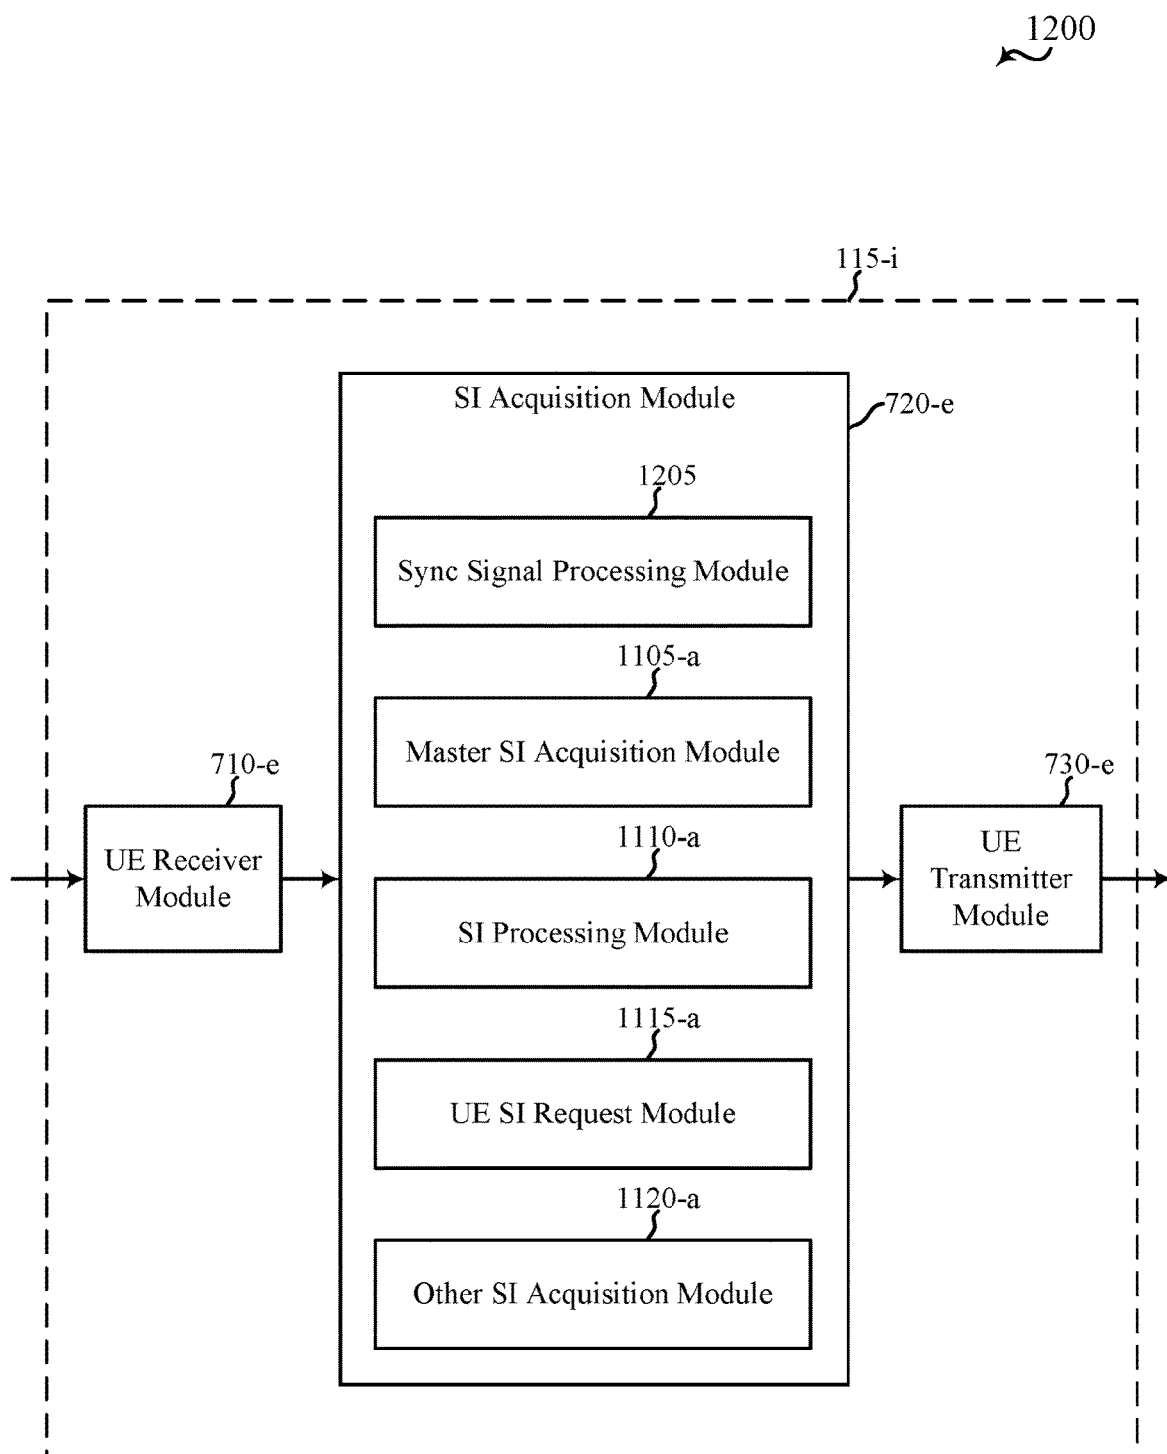 1200
115-i
SI Acquisition Module
720-e
1205
Sync Signal Processing Module
1105-a
Master SI Acquisition Module
710-e
UE Receiver
Module
730-e
UE
Transmitter
Module
1110-a
SI Processing Module
1115-a
UE SI Request Module
1120-a
Other SI Acquisition Module